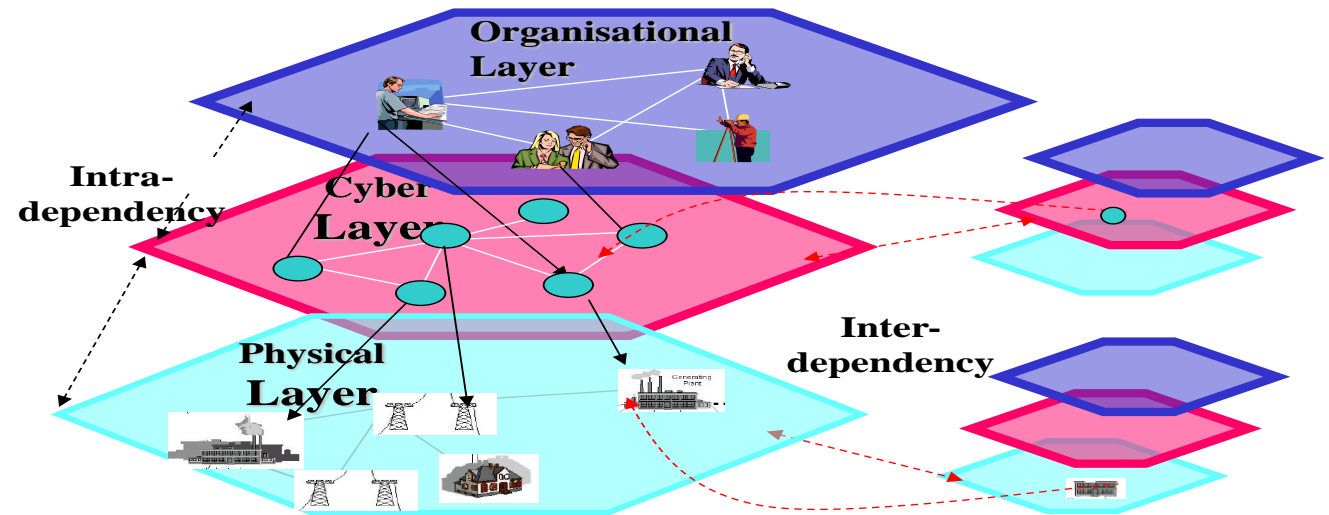 Organisational
Layer
Intra-
dependency
Cyber
Layer
Inter-
dependency
Physical
Layer
Generating
Plant